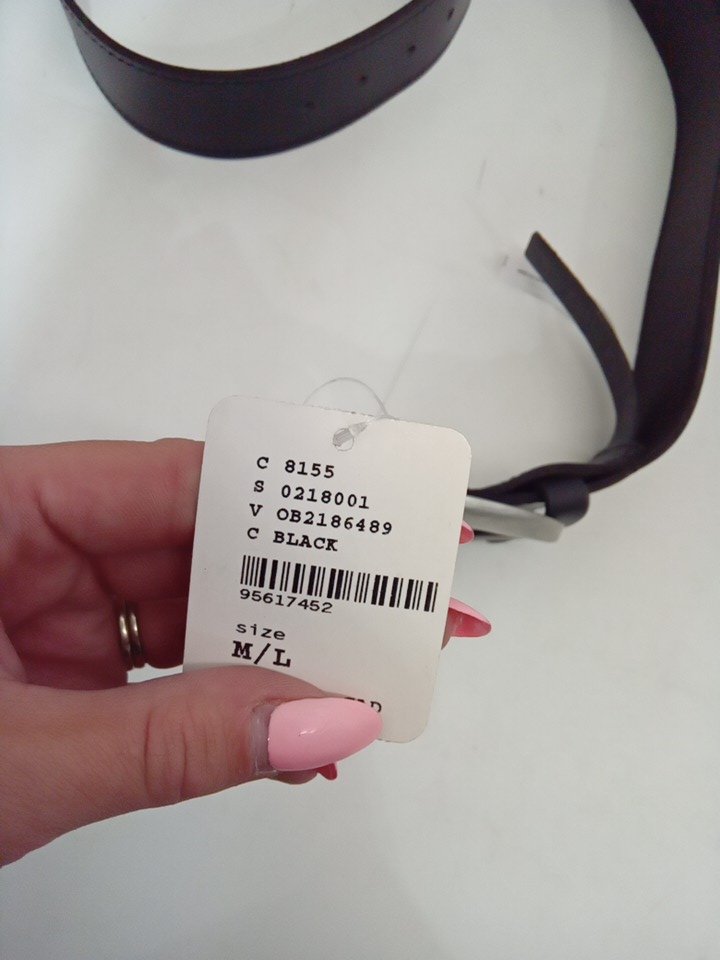 C 8155
S 0218001
V OB2186489
C BLACK
95617452
size
M/L